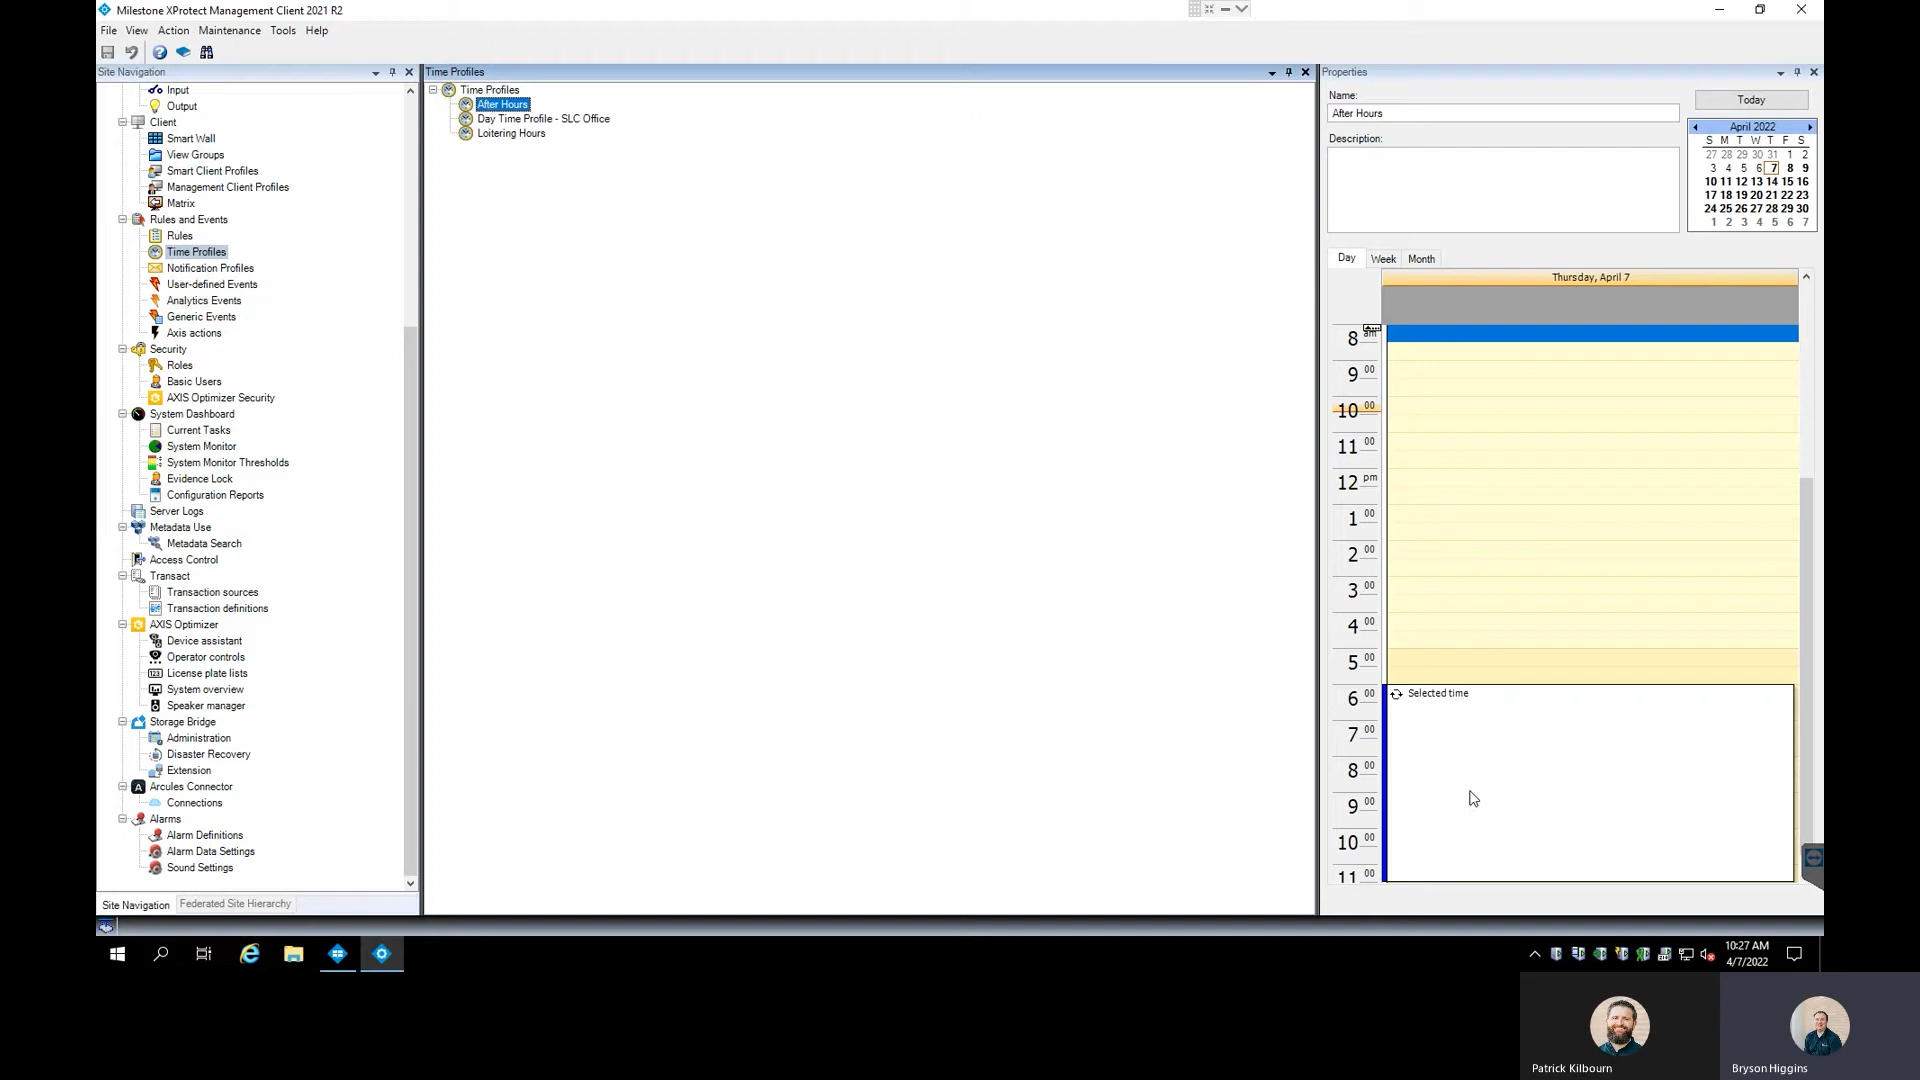 Milestone XProtect Management Client 2021 R2
File View Action Maintenance Tools Help
Site Navigation
Input
Output
Client
Smart Wall
View Groups
Smart Client Profiles
Management Client Profiles
Matrix
Rules and Events
Rules
Time Profiles
Notification Profiles
User-defined Events
Analytics Events
Generic Events
Axis actions
Security
Roles
Basic Users
AXIS Optimizer Security
System Dashboard
Current Tasks
System Monitor
System Monitor Thresholds
Evidence Lock
Configuration Reports
Server Logs
Metadata Use
Metadata Search
Access Control
Transact
Transaction sources
Transaction definitions
AXIS Optimizer
Device assistant
Operator controls
License plate lists
System overview
Speaker manager
Storage Bridge
Administration
Disaster Recovery
Extension
Arcules Connector
Connections
Alarms
Alarm Definitions
Alarm Data Settings
Sound Settings
Site Navigation Federated Site Hierarchy
Time Profiles
Time Profiles
After Hours
Day Time Profile - SLC Office
Loitering Hours
Properties
Name:
After Hours
Description:
Today
April 2022
S M T W T F S
27 28 29 30 31 1 2
3 4 5 6 7 8 9
10 11 12 13 14 15 16
17 18 19 20 21 22 23
24 25 26 27 28 29 30
1 2 3 4 5 6 7
Day Week Month
Thursday, April 7
8 am
9 00
10 00
11 00
12 pm
1 00
2 00
3 00
4 00
5 00
6 00 Selected time
7 00
8 00
9 00
10 00
11 00
10:27 AM
4/7/2022
Patrick Kilbourn
Bryson Higgins